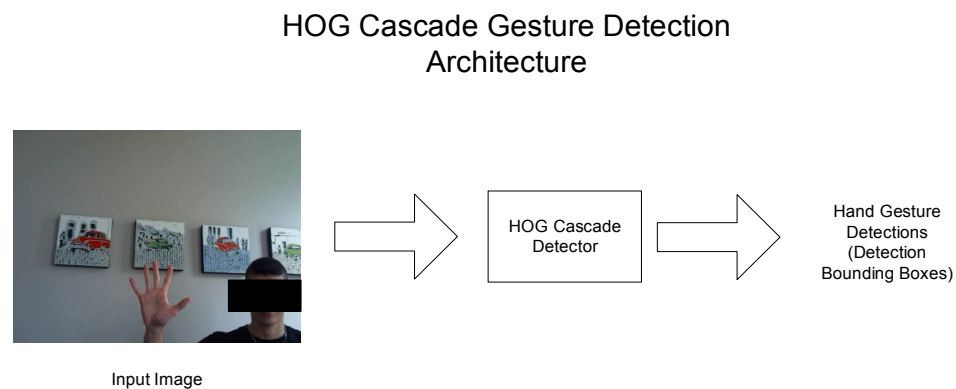 HOG Cascade Gesture Detection
Architecture
HOG Cascade
Detector
Hand Gesture
Detections
(Detection
Bounding Boxes)
Input Image